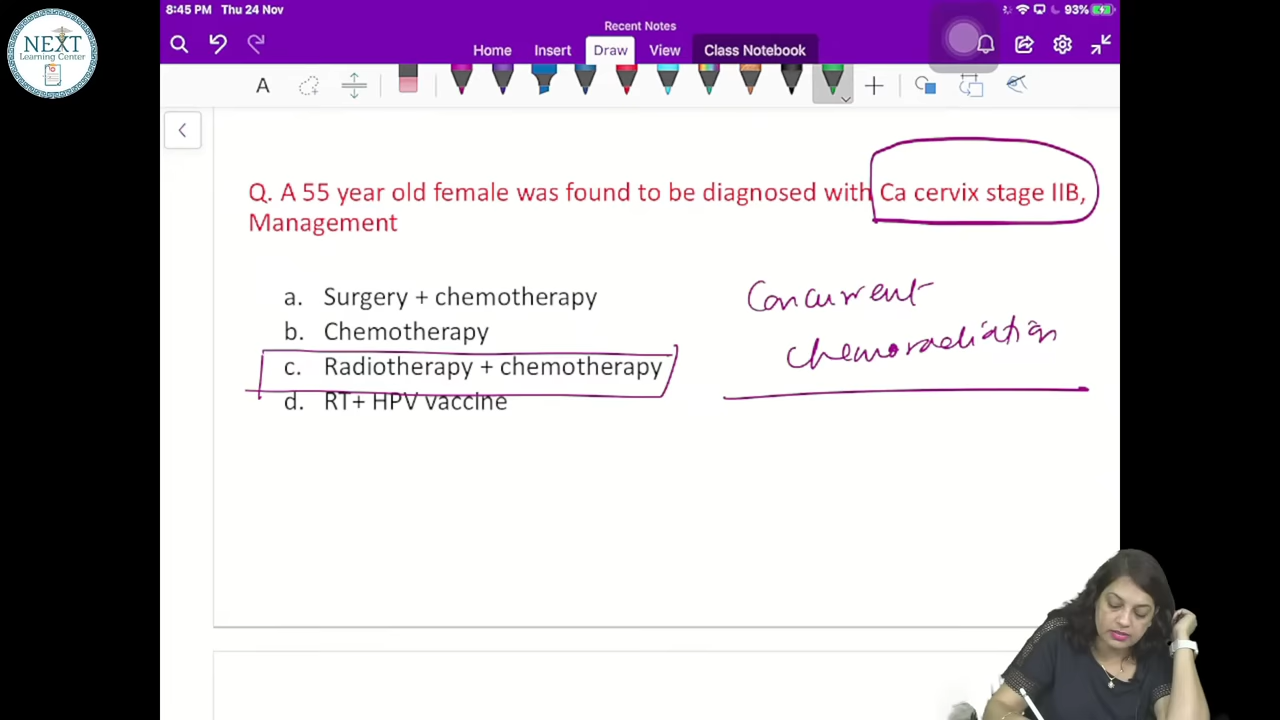 8:45 PM Thu 24 Nov
93%
NEXT
Learning Center
Recent Notes
Home Insert Draw View Class Notebook
A
Q. A 55 year old female was found to be diagnosed with Ca cervix stage IIB,
Management
a. Surgery + chemotherapy
b. Chemotherapy
c. Radiotherapy + chemotherapy
d. RT+ HPV vaccine
Concurrent
chemoradiation